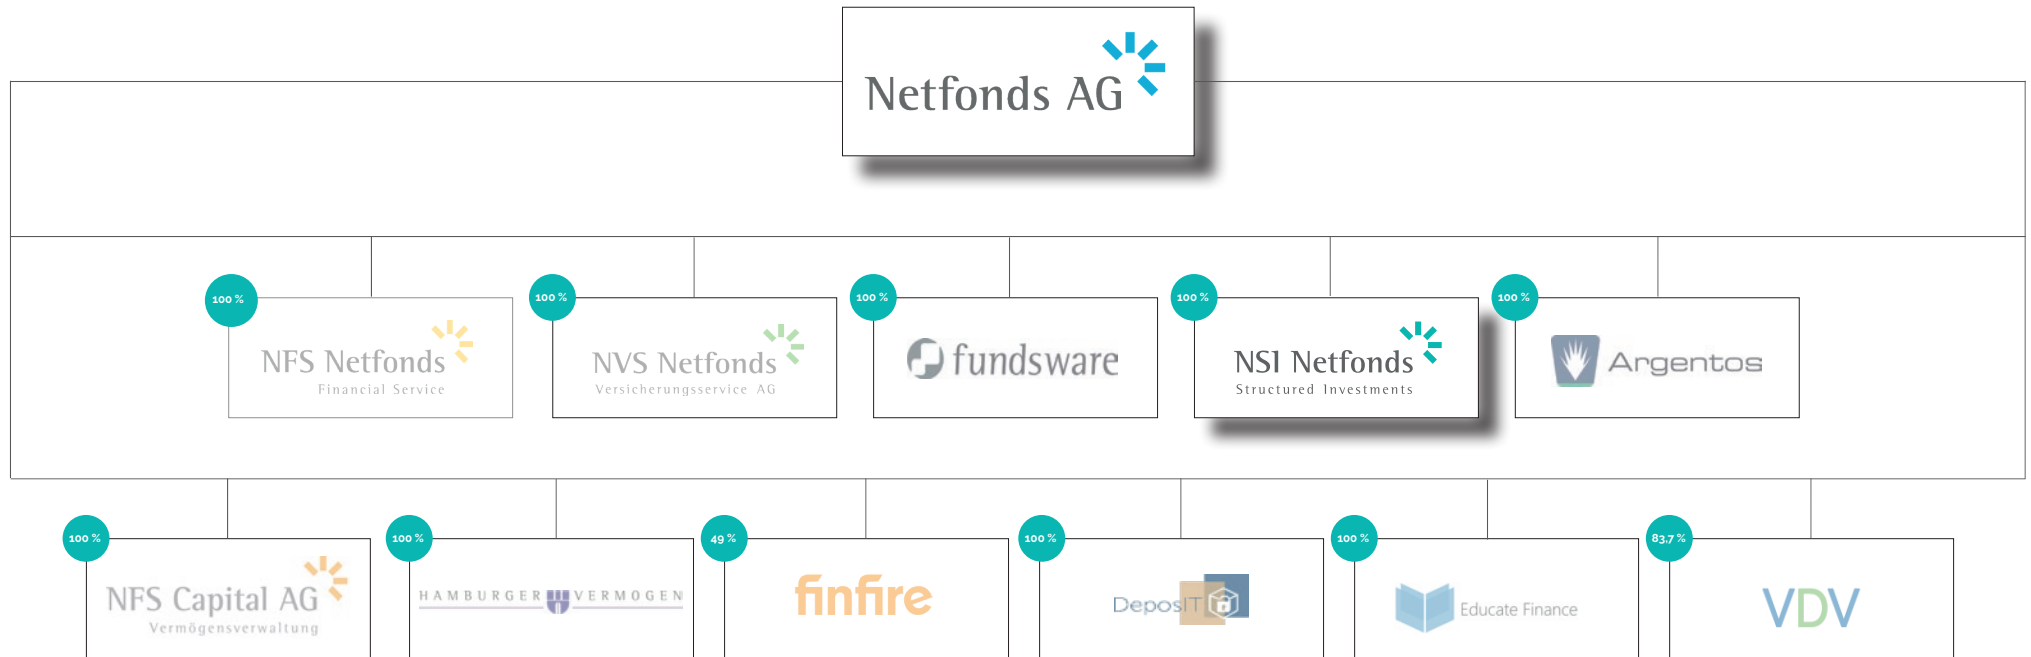 Netfonds AG
100 %
100 %
100 %
100 %
100 %
NFS Netfonds
Financial Service
NVS Netfonds
Versicherungsservice AG
fundsware
NSI Netfonds
Structured Investments
Argentos
100 %
100 %
49 %
100 %
100 %
83,7 %
NFS Capital AG
Vermögensverwaltung
HAMBURGER VERMÖGEN
finfire
DeposIT
Educate Finance
VDV